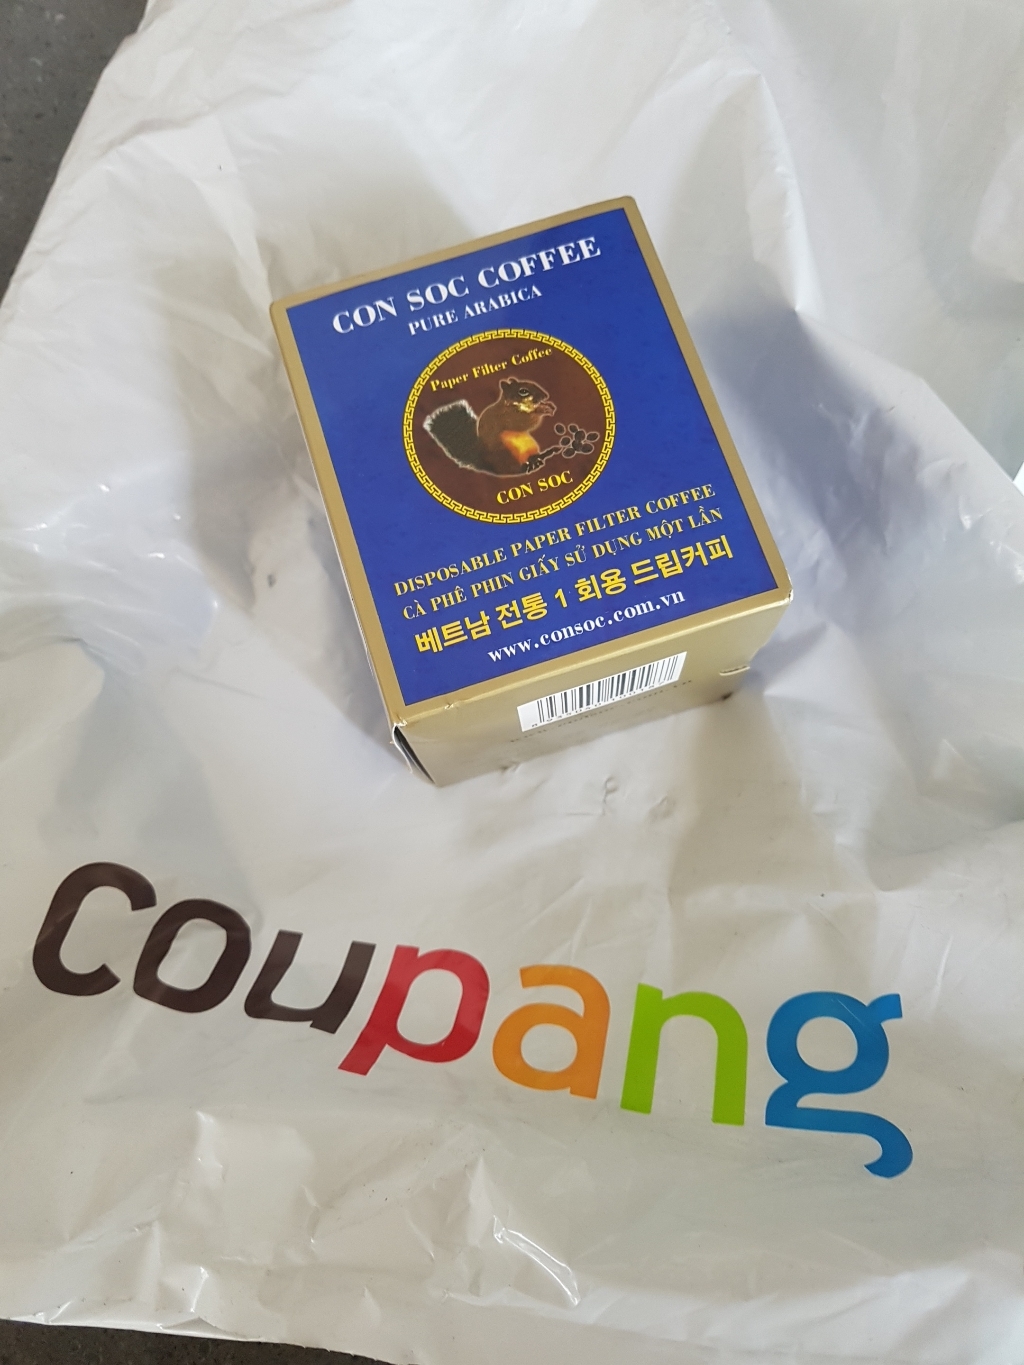 CON SOC COFFEE
PURE ARABICA
Paper Filter Coffee
CON SOC
DISPOSABLE PAPER FILTER COFFEE
CÀ PHÊ PHIN GIẤY SỬ DỤNG MỘT LẦN
베트남 전통 1 회용 드립커피
www.consoc.com.vn
coupang